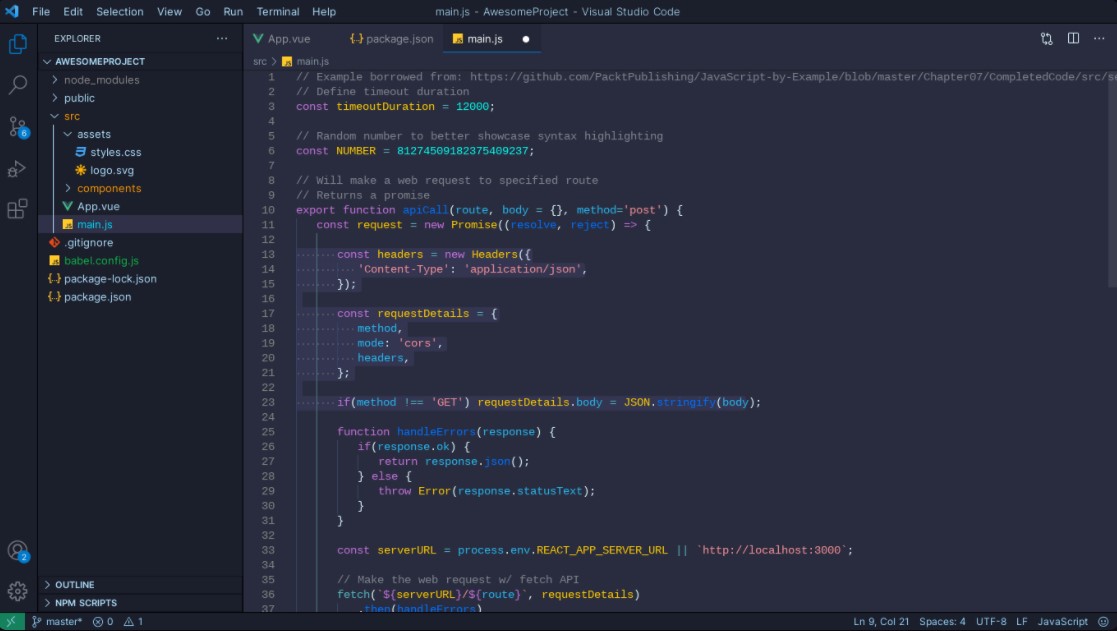 File Edit Selection View Go Run Terminal Help main.js - AwesomeProject - Visual Studio Code
EXPLORER ···
AWESOMEPROJECT
node_modules
public
src
assets
styles.css
logo.svg
components
App.vue
main.js
.gitignore
babel.config.js
package-lock.json
package.json
OUTLINE
NPM SCRIPTS
6
2
App.vue {..} package.json main.js
src > main.js
1 // Example borrowed from: https://github.com/PacktPublishing/JavaScript-by-Example/blob/master/Chapter07/CompletedCode/src/se
2 // Define timeout duration
3 const timeoutDuration = 12000;
4
5 // Random number to better showcase syntax highlighting
6 const NUMBER = 81274509182375409237;
7
8 // Will make a web request to specified route
9 // Returns a promise
10 export function apiCall(route, body = {}, method='post') {
11 const request = new Promise((resolve, reject) => {
12
13 const headers = new Headers({
14 'Content-Type': 'application/json',
15 });
16
17 const requestDetails = {
18 method,
19 mode: 'cors',
20 headers,
21 };
22
23 if(method !== 'GET') requestDetails.body = JSON.stringify(body);
24
25 function handleErrors(response) {
26 if(response.ok) {
27 return response.json();
28 } else {
29 throw Error(response.statusText);
30 }
31 }
32
33 const serverURL = process.env.REACT_APP_SERVER_URL || `http://localhost:3000`;
34
35 // Make the web request w/ fetch API
36 fetch(`${serverURL}/${route}`, requestDetails)
37 .then(handleErrors)
master* 0 1 Ln 9, Col 21 Spaces: 4 UTF-8 LF JavaScript